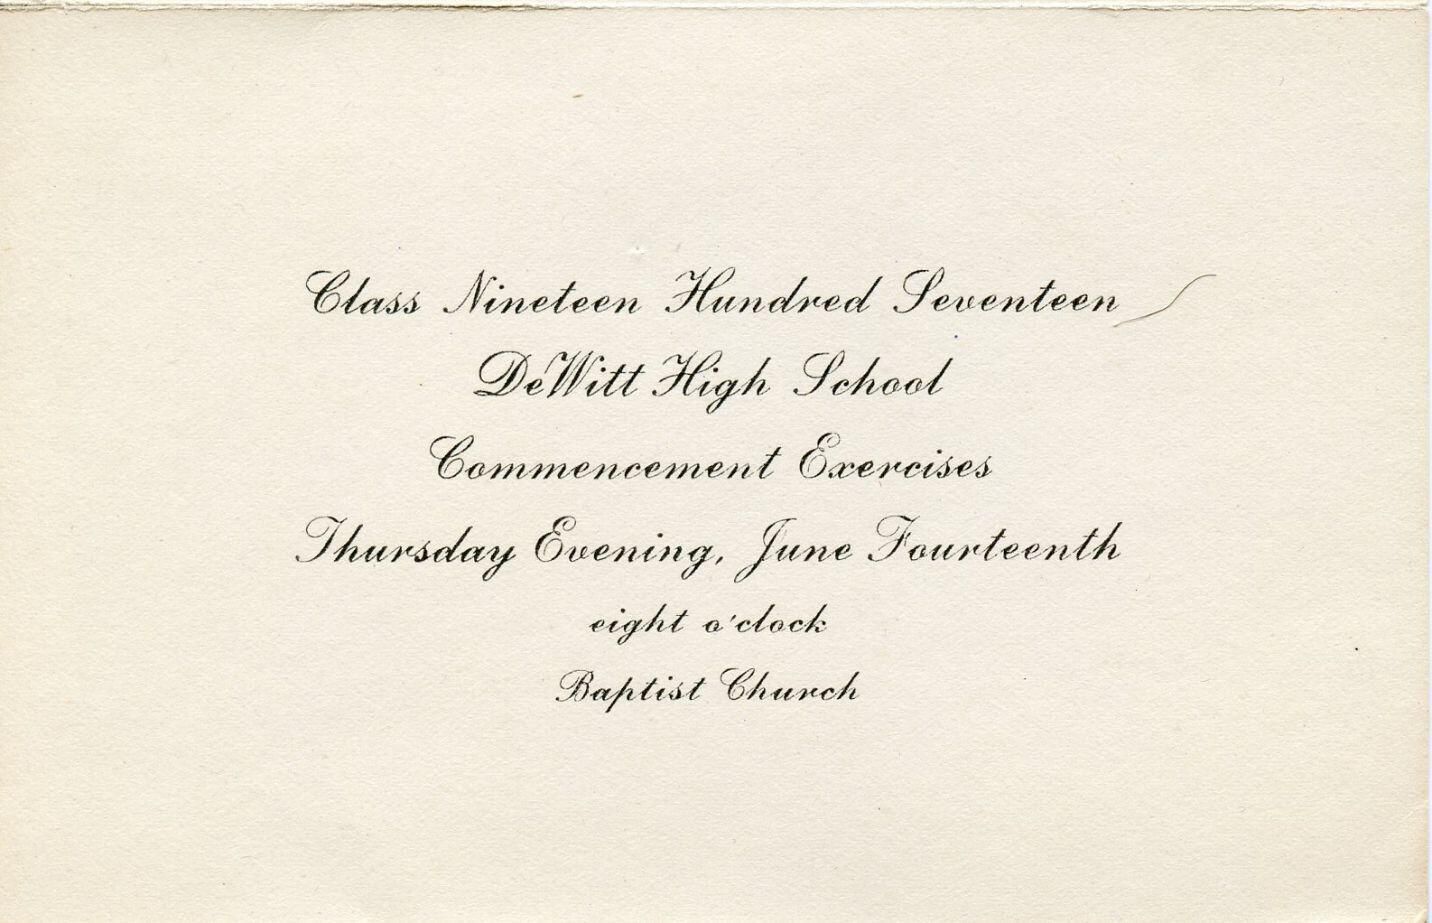 Class Nineteen Hundred Seventeen
DeWitt High School
Commencement Exercises
Thursday Evening, June Fourteenth
eight o'clock
Baptist Church